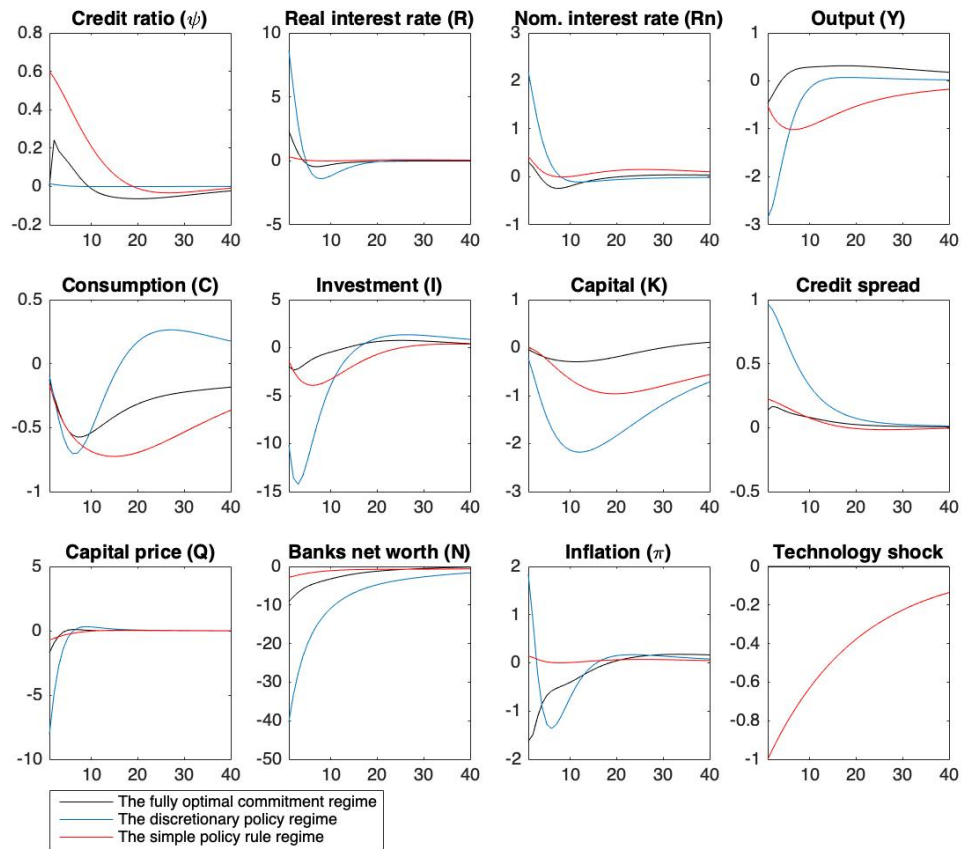 Credit ratio (ψ)
0.8
0.6
0.4
0.2
0
-0.2
10 20 30 40
Real interest rate (R)
10
5
0
-5
10 20 30 40
Nom. interest rate (Rn)
3
2
1
0
-1
10 20 30 40
Output (Y)
1
0
-1
-2
-3
10 20 30 40
Consumption (C)
0.5
0
-0.5
-1
10 20 30 40
Investment (I)
5
0
-5
-10
-15
10 20 30 40
Capital (K)
1
0
-1
-2
-3
10 20 30 40
Credit spread
1
0.5
0
-0.5
10 20 30 40
Capital price (Q)
5
0
-5
-10
10 20 30 40
Banks net worth (N)
0
-10
-20
-30
-40
-50
10 20 30 40
Inflation (π)
2
1
0
-1
-2
10 20 30 40
Technology shock
0
-0.2
-0.4
-0.6
-0.8
-1
10 20 30 40
The fully optimal commitment regime
The discretionary policy regime
The simple policy rule regime